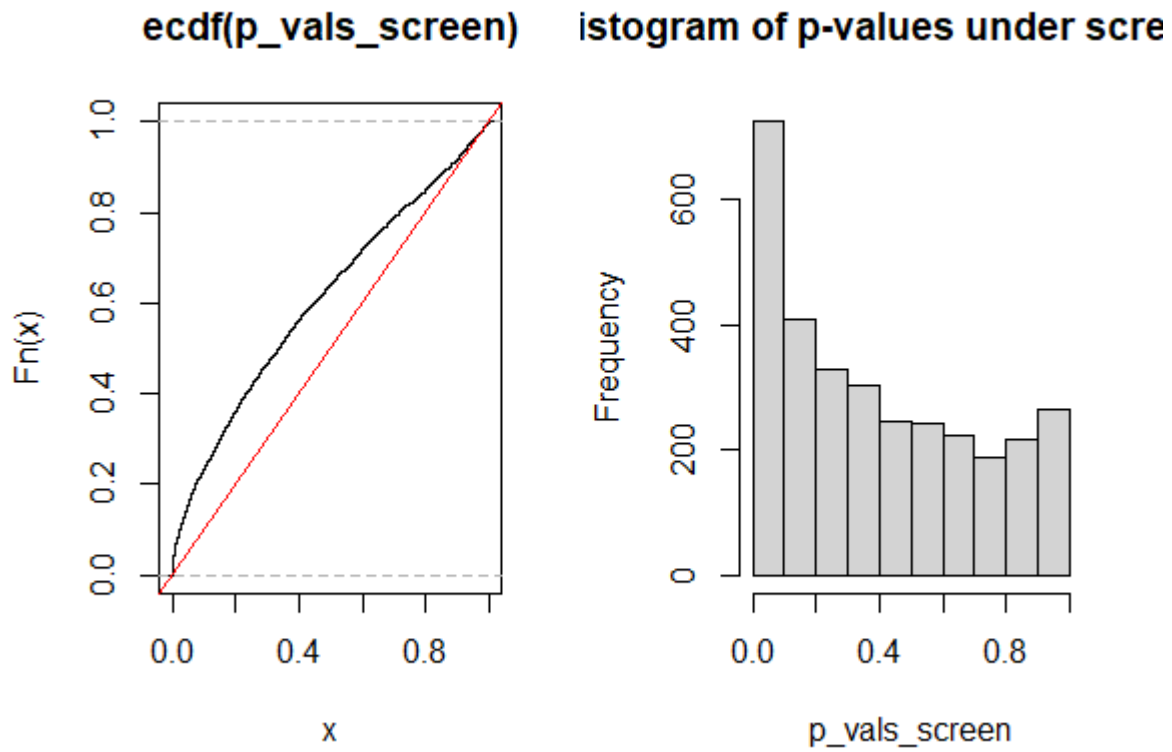 ecdf(p_vals_screen)
Fn(x)
0.0 0.2 0.4 0.6 0.8 1.0
0.0 0.4 0.8
x
istogram of p-values under scre
Frequency
0 200 400 600
0.0 0.4 0.8
p_vals_screen